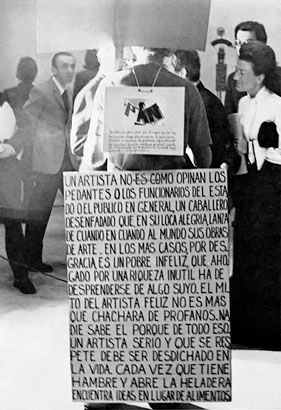 UN ARTISTA NO ES COMO OPINAN LOS
PEDANTES O LOS FUNCIONARIOS DEL ESTA
DO O EL PUBLICO EN GENERAL, UN CABALLERO
DESENFADADO QUE, EN SU LOCA ALEGRIA, LANZA
DE CUANDO EN CUANDO AL MUNDO SUS OBRAS
DE ARTE. EN LOS MAS CASOS, POR DES,
GRACIA, ES UN POBRE INFELIZ, QUE, AHO,
GADO POR UNA RIQUEZA INUTIL HA DE
DESPRENDERSE DE ALGO SUYO. EL MI,
TO DEL ARTISTA FELIZ NO ES MAS
QUE CHACHARA DE PROFANOS. NA
DIE SABE EL PORQUE DE TODO ESO.
UN ARTISTA SERIO Y QUE SE RES
PETE DEBE SER DESDICHADO EN
LA VIDA. CADA VEZ QUE TIENE
HAMBRE Y ABRE LA HELADERA
ENCUENTRA IDEAS EN LUGAR DE ALIMENTOS